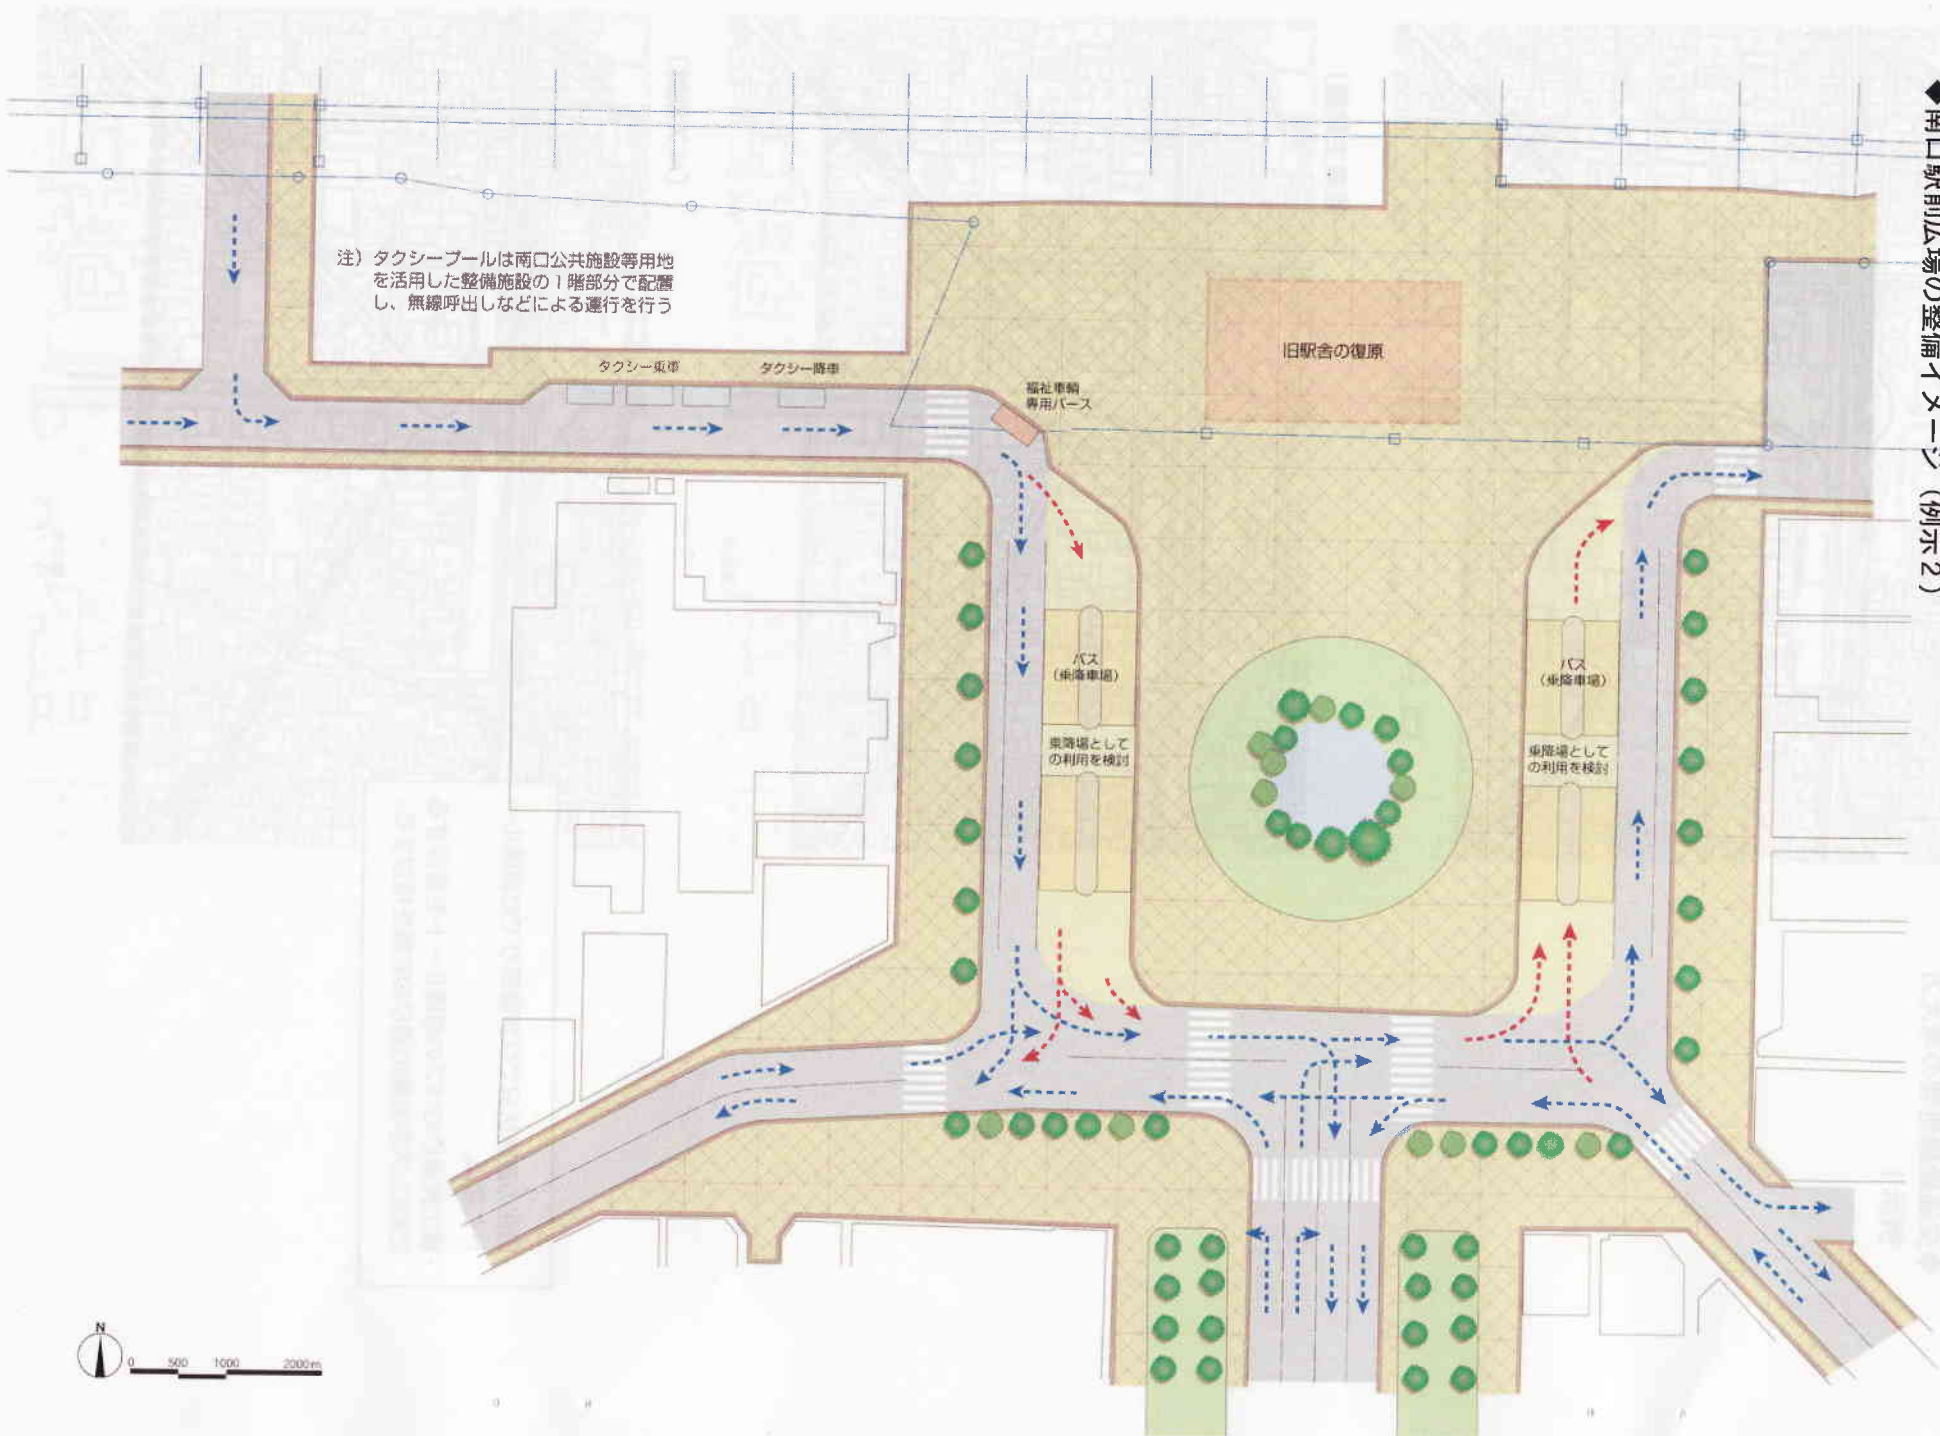 ◆南口駅前広場の整備イメージ（例示2）
注）タクシープールは南口公共施設等用地
を活用した整備施設の1階部分で配置
し、無線呼出しなどによる運行を行う
タクシー乗車
タクシー降車
福祉車輌
専用バース
旧駅舎の復原
バス
（乗降車場）
乗降場として
の利用を検討
バス
（乗降車場）
乗降場として
の利用を検討
N
0 500 1000 2000m